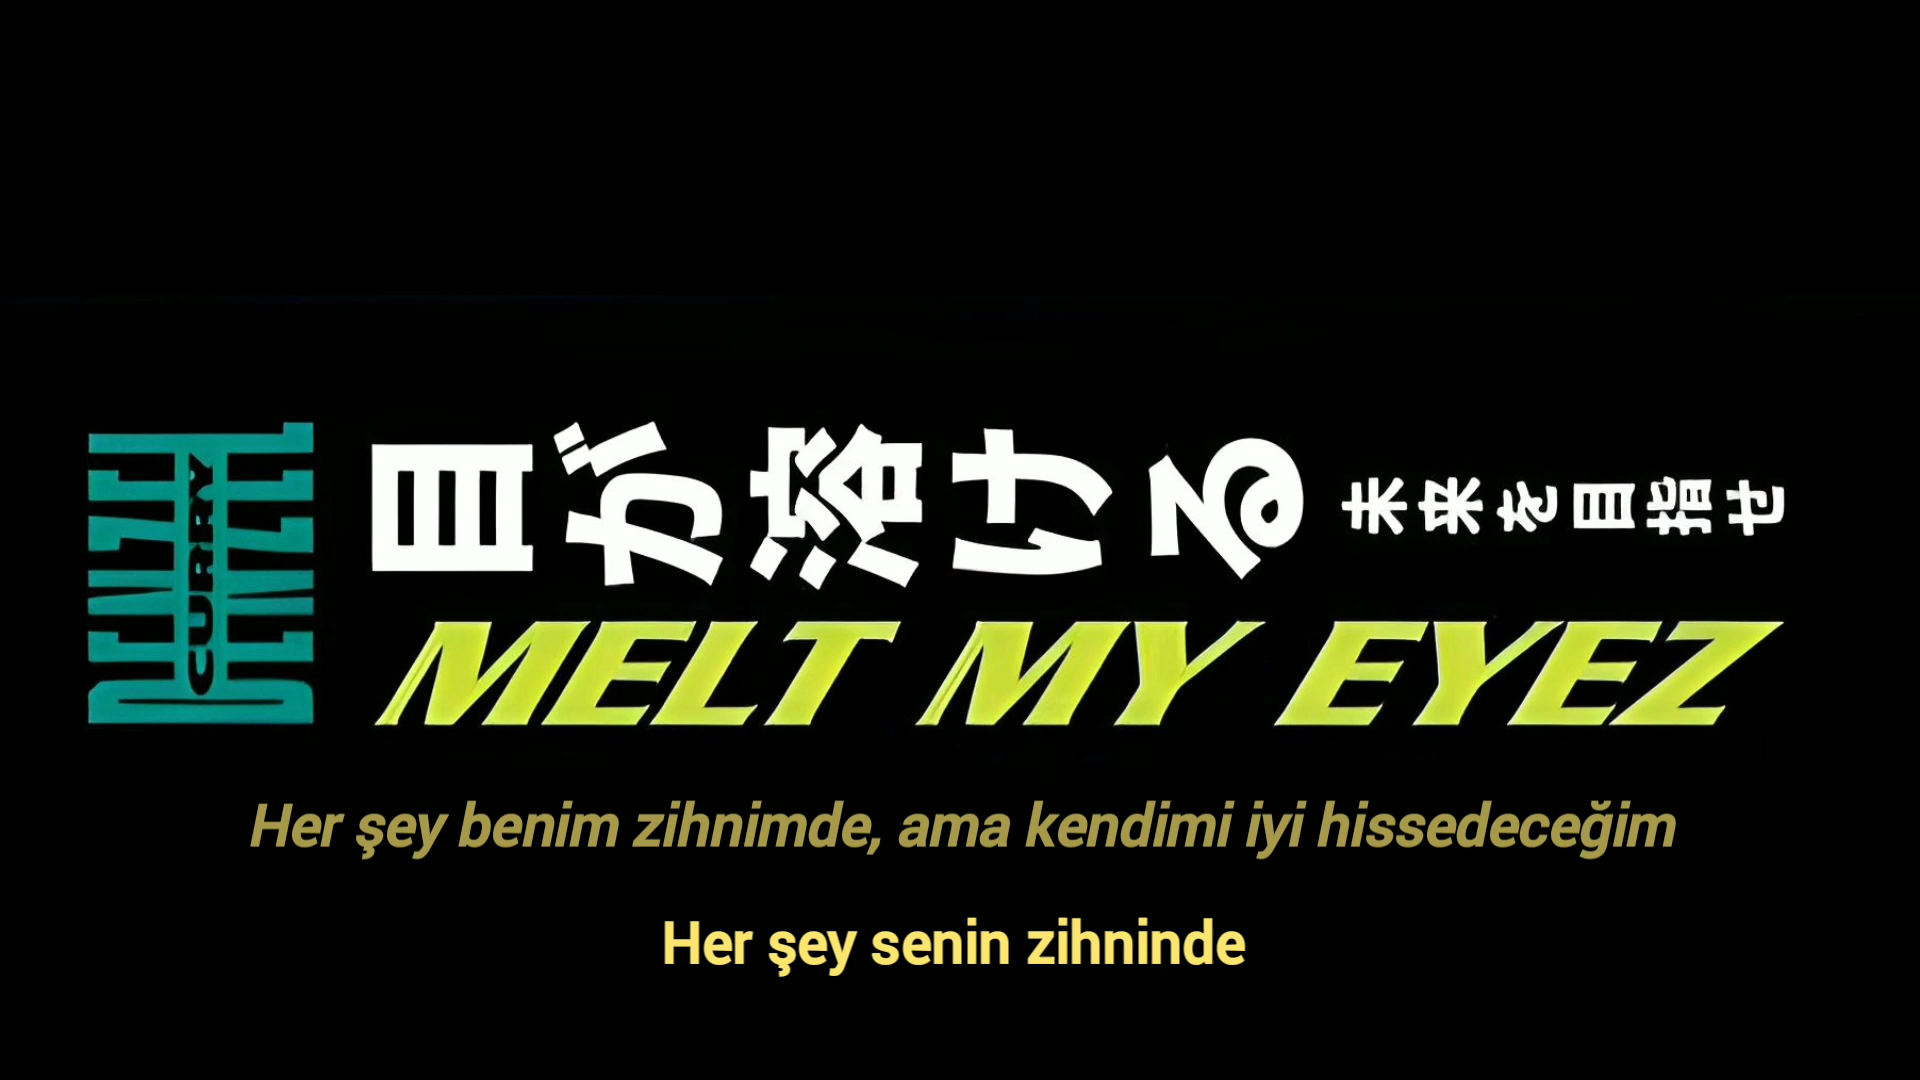 DENZEL CURRY
目が溶ける 未来を目指せ
MELT MY EYEZ
Her şey benim zihnimde, ama kendimi iyi hissedeceğim
Her şey senin zihninde